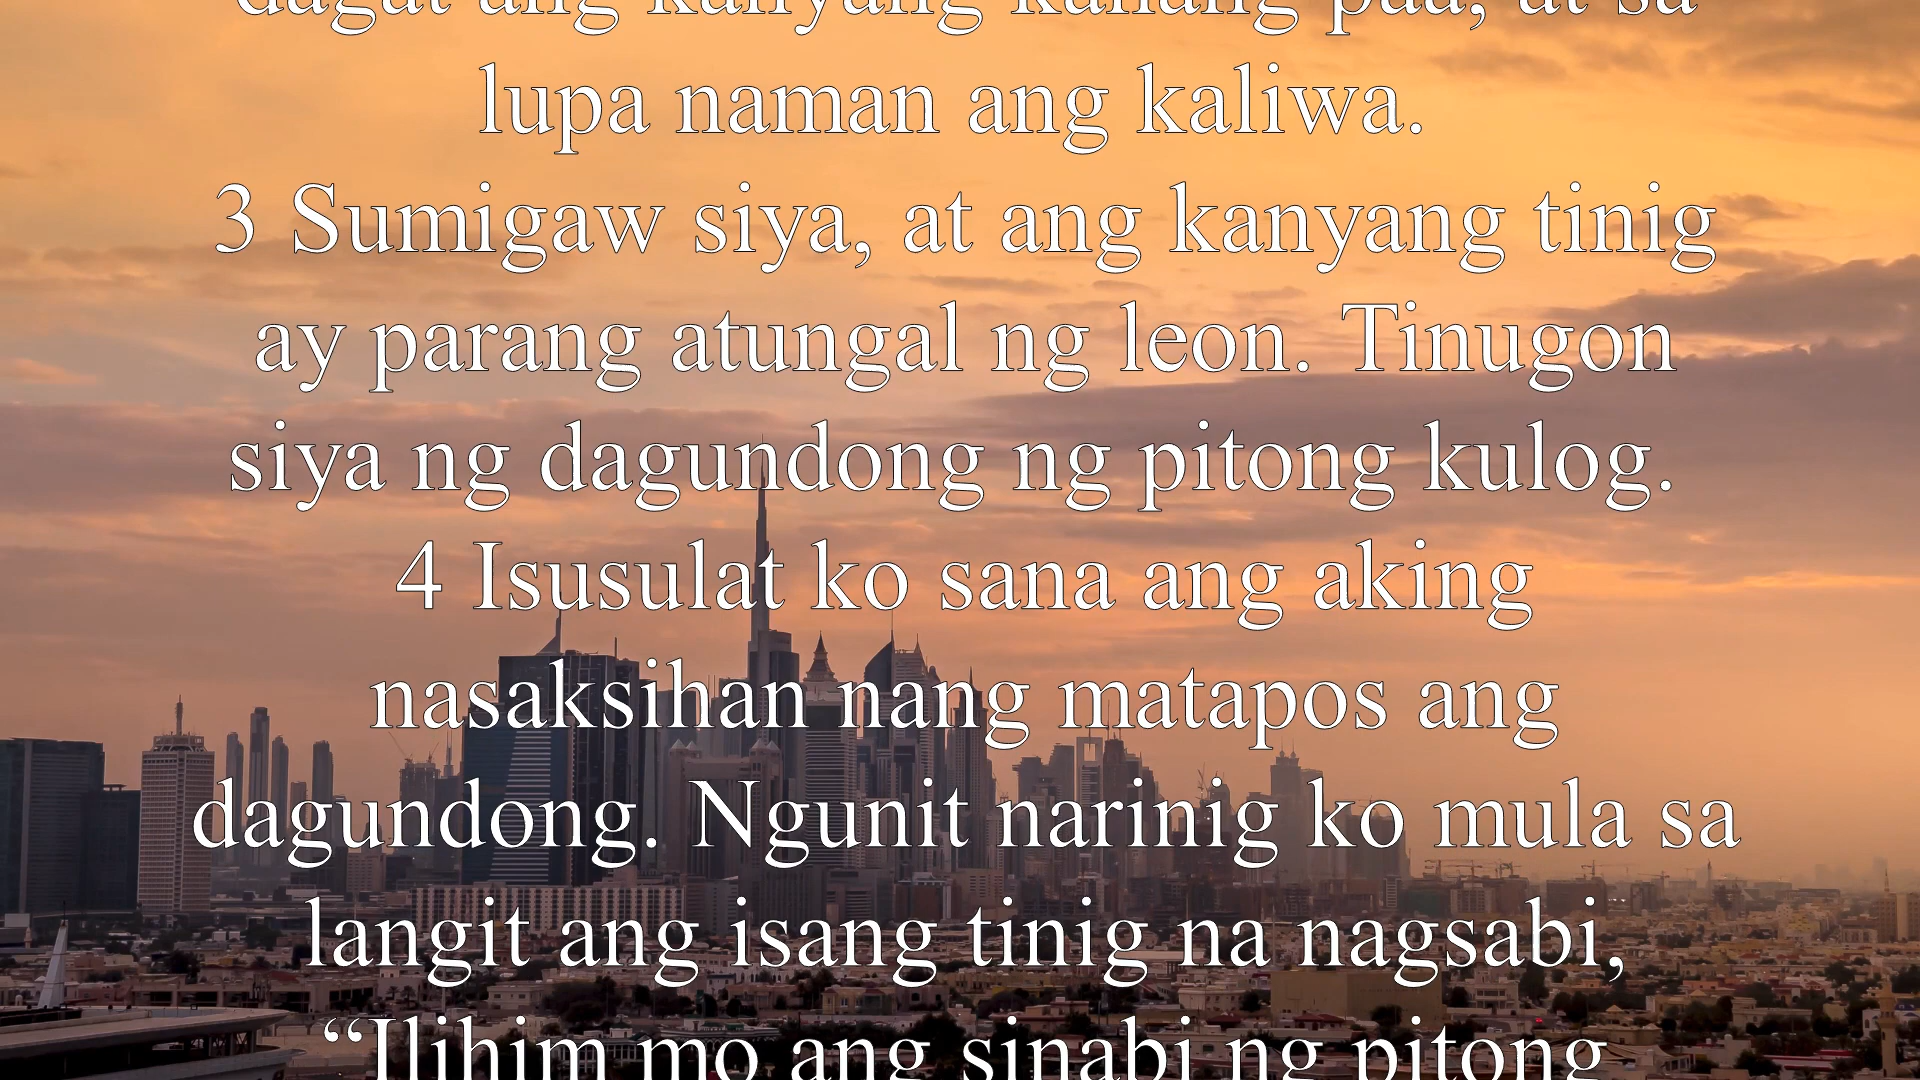 dagat ang kanyang kanang paa, at sa
lupa naman ang kaliwa.
3 Sumigaw siya, at ang kanyang tinig
ay parang atungal ng leon. Tinugon
siya ng dagundong ng pitong kulog.
4 Isusulat ko sana ang aking
nasaksihan nang matapos ang
dagundong. Ngunit narinig ko mula sa
langit ang isang tinig na nagsabi,
“Ilihim mo ang sinabi ng pitong